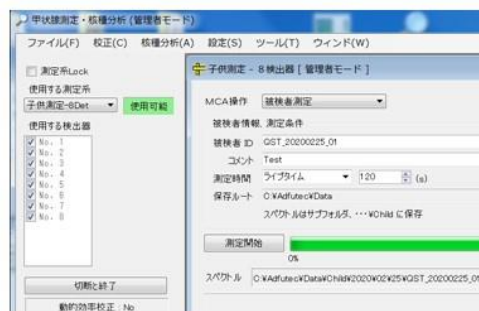 甲状腺測定・核種分析 (管理者モード)
ファイル(F) 校正(C) 核種分析(A) 設定(S) ツール(T) ウィンド(W)
測定系Lock
使用する測定系
子供測定-8Det 使用可能
使用する検出器
No. 1
No. 2
No. 3
No. 4
No. 5
No. 6
No. 7
No. 8
切断と終了
動的効率校正 : No
子供測定 - 8検出器 [ 管理者モード ]
MCA操作 被検者測定
被検者情報, 測定条件
被検者 ID QST_20200225_01
コメント Test
測定時間 ライブタイム 120 (s)
保存ルート C:¥Adfutec¥Data
スペクトルはサブフォルダ, ・・・¥Child に保存
測定開始
0%
スペクトル C:¥Adfutec¥Data¥Child¥2020¥02¥25¥QST_20200225_01